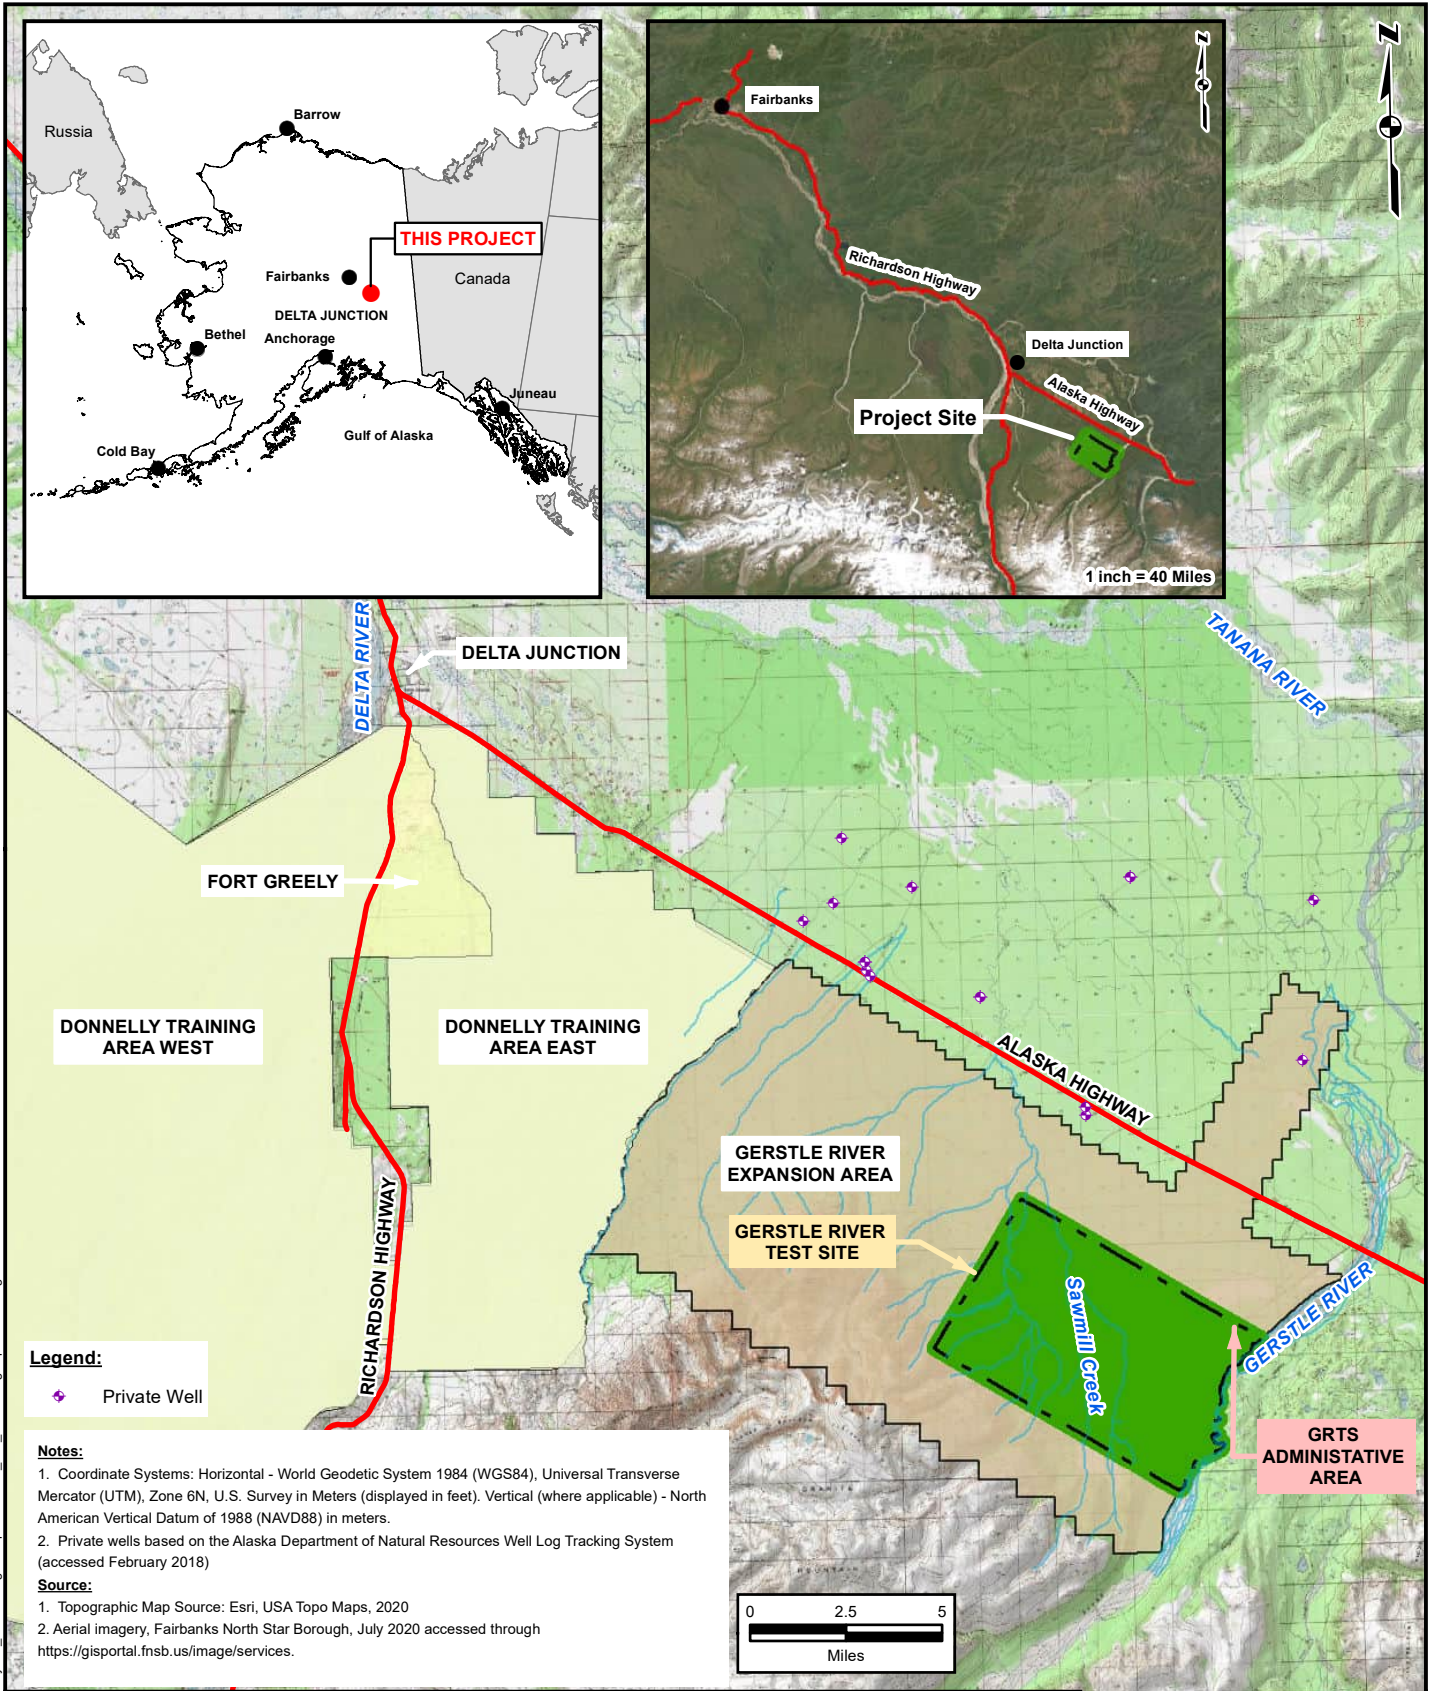 Russia
Barrow
THIS PROJECT
Canada
Fairbanks
DELTA JUNCTION
Bethel
Anchorage
Juneau
Gulf of Alaska
Cold Bay
N
Fairbanks
Richardson Highway
Delta Junction
Alaska Highway
Project Site
1 inch = 40 Miles
N
DELTA RIVER
DELTA JUNCTION
TANANA RIVER
FORT GREELY
DONNELLY TRAINING
AREA WEST
DONNELLY TRAINING
AREA EAST
ALASKA HIGHWAY
GERSTLE RIVER
EXPANSION AREA
GERSTLE RIVER
TEST SITE
RICHARDSON HIGHWAY
Sawmill Creek
GERSTLE RIVER
GRTS
ADMINISTATIVE
AREA
Legend:
Private Well
Notes:
1. Coordinate Systems: Horizontal - World Geodetic System 1984 (WGS84), Universal Transverse
Mercator (UTM), Zone 6N, U.S. Survey in Meters (displayed in feet). Vertical (where applicable) - North
American Vertical Datum of 1988 (NAVD88) in meters.
2. Private wells based on the Alaska Department of Natural Resources Well Log Tracking System
(accessed February 2018)
Source:
1. Topographic Map Source: Esri, USA Topo Maps, 2020
2. Aerial imagery, Fairbanks North Star Borough, July 2020 accessed through
https://gisportal.fnsb.us/image/services.
0 2.5 5
Miles